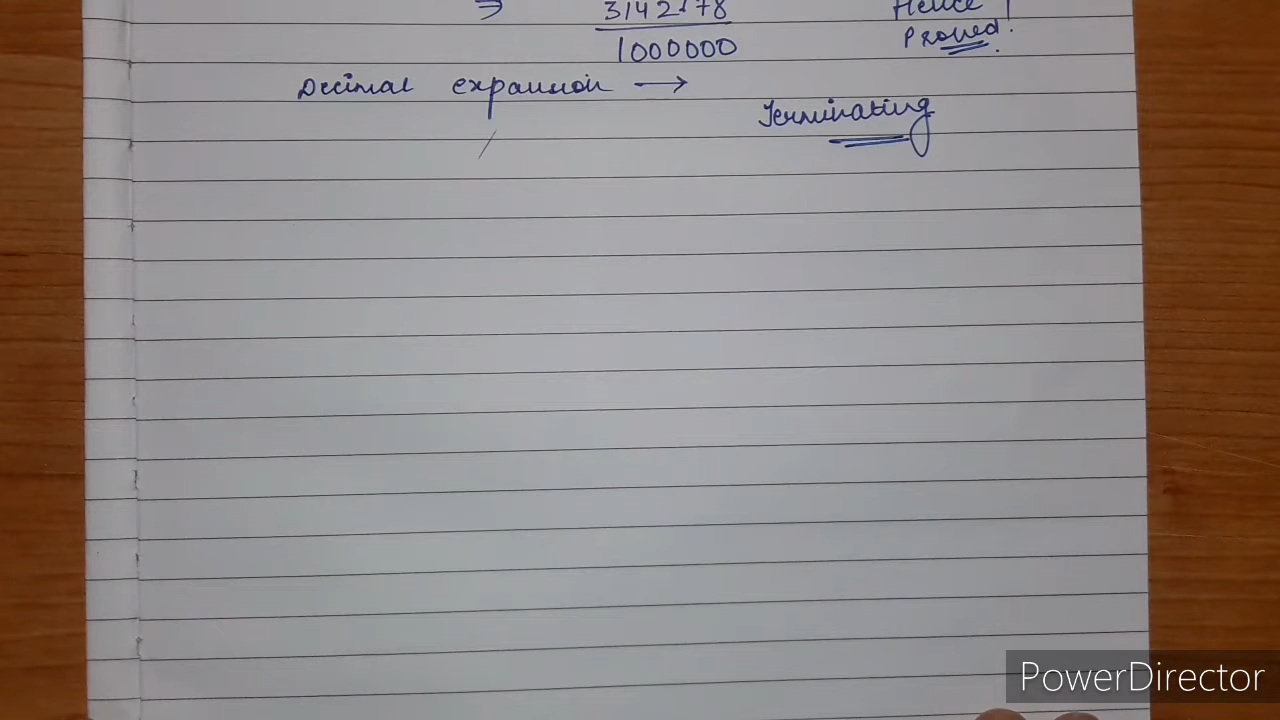 ⇒ 3142178 Hence
1000000 Proved.
Decimal expansion →
Terminating
PowerDirector